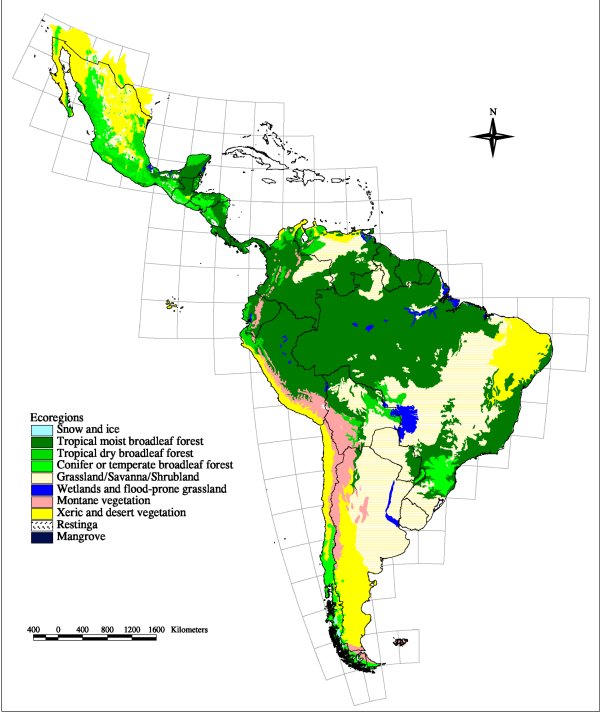 N
Ecoregions
Snow and ice
Tropical moist broadleaf forest
Tropical dry broadleaf forest
Conifer or temperate broadleaf forest
Grassland/Savanna/Shrubland
Wetlands and flood-prone grassland
Montane vegetation
Xeric and desert vegetation
Restinga
Mangrove
400 0 400 800 1200 1600 Kilometers